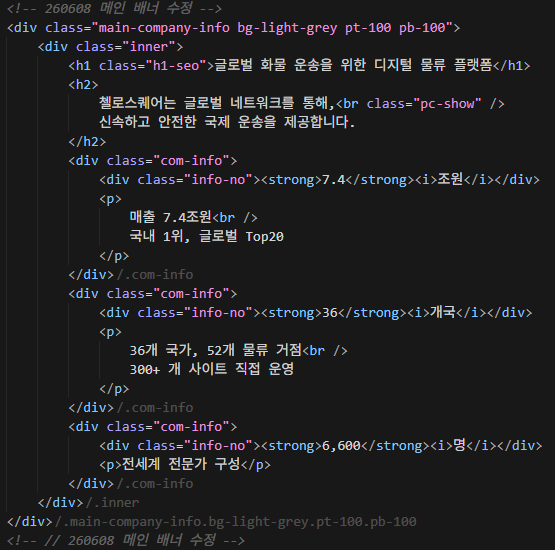 <!-- 260608 메인 배너 수정 -->
<div class="main-company-info bg-light-grey pt-100 pb-100">
    <div class="inner">
        <h1 class="h1-seo">글로벌 화물 운송을 위한 디지털 물류 플랫폼</h1>
        <h2>
            첼로스퀘어는 글로벌 네트워크를 통해,<br class="pc-show" />
            신속하고 안전한 국제 운송을 제공합니다.
        </h2>
        <div class="com-info">
            <div class="info-no"><strong>7.4</strong><i>조원</i></div>
            <p>
                매출 7.4조원<br />
                국내 1위, 글로벌 Top20
            </p>
        </div>/.com-info
        <div class="com-info">
            <div class="info-no"><strong>36</strong><i>개국</i></div>
            <p>
                36개 국가, 52개 물류 거점<br />
                300+ 개 사이트 직접 운영
            </p>
        </div>/.com-info
        <div class="com-info">
            <div class="info-no"><strong>6,600</strong><i>명</i></div>
            <p>전세계 전문가 구성</p>
        </div>/.com-info
    </div>/.inner
</div>/.main-company-info.bg-light-grey.pt-100.pb-100
<!-- // 260608 메인 배너 수정 -->